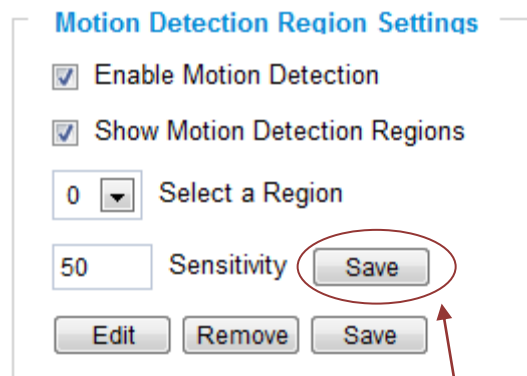 Motion Detection Region Settings
Enable Motion Detection
Show Motion Detection Regions
0 Select a Region
50 Sensitivity Save
Edit Remove Save